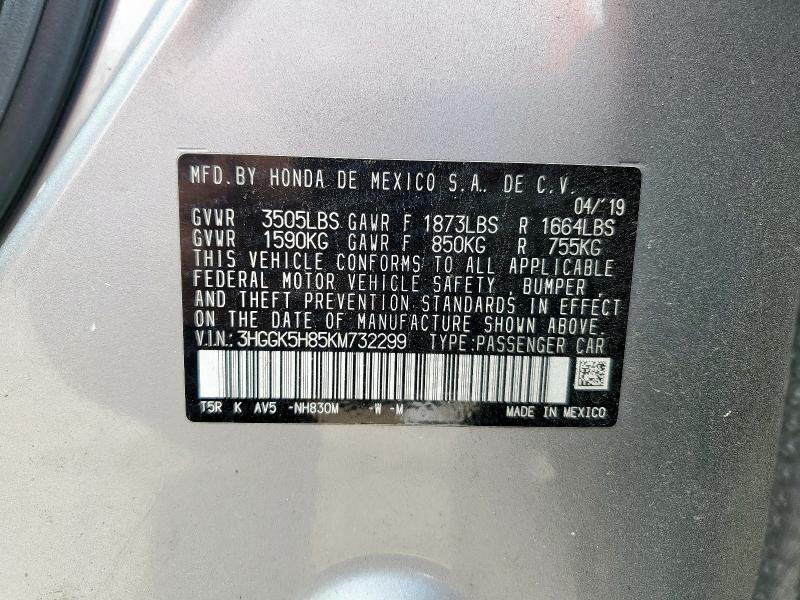 MFD. BY HONDA DE MEXICO S.A. DE C.V.
04/'19
GVWR 3505LBS GAWR F 1873LBS R 1664LBS
GVWR 1590KG GAWR F 850KG R 755KG
THIS VEHICLE CONFORMS TO ALL APPLICABLE
FEDERAL MOTOR VEHICLE SAFETY , BUMPER ,
AND THEFT PREVENTION STANDARDS IN EFFECT
ON THE DATE OF MANUFACTURE SHOWN ABOVE.
V.I.N.: 3HGGK5H85KM732299 TYPE:PASSENGER CAR
T5R K AV5 -NH830M -W -M MADE IN MEXICO